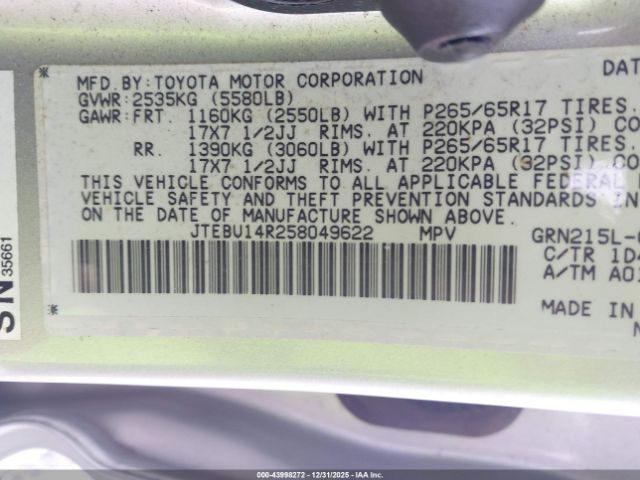 MFD.BY:TOYOTA MOTOR CORPORATION DAT
GVWR:2535KG (5580LB)
GAWR:FRT. 1160KG (2550LB) WITH P265/65R17 TIRES.
17X7 1/2JJ RIMS. AT 220KPA (32PSI) CO
RR. 1390KG (3060LB) WITH P265/65R17 TIRES.
17X7 1/2JJ RIMS. AT 220KPA (32PSI) CO
THIS VEHICLE CONFORMS TO ALL APPLICABLE FEDERAL
VEHICLE SAFETY AND THEFT PREVENTION STANDARDS IN
ON THE DATE OF MANUFACTURE SHOWN ABOVE.
JTEBU14R258049622 MPV GRN215L-
C/TR 1D4
A/TM A01
MADE IN
SN 35661
000-43998272 - 12/31/2025 - IAAI.CA